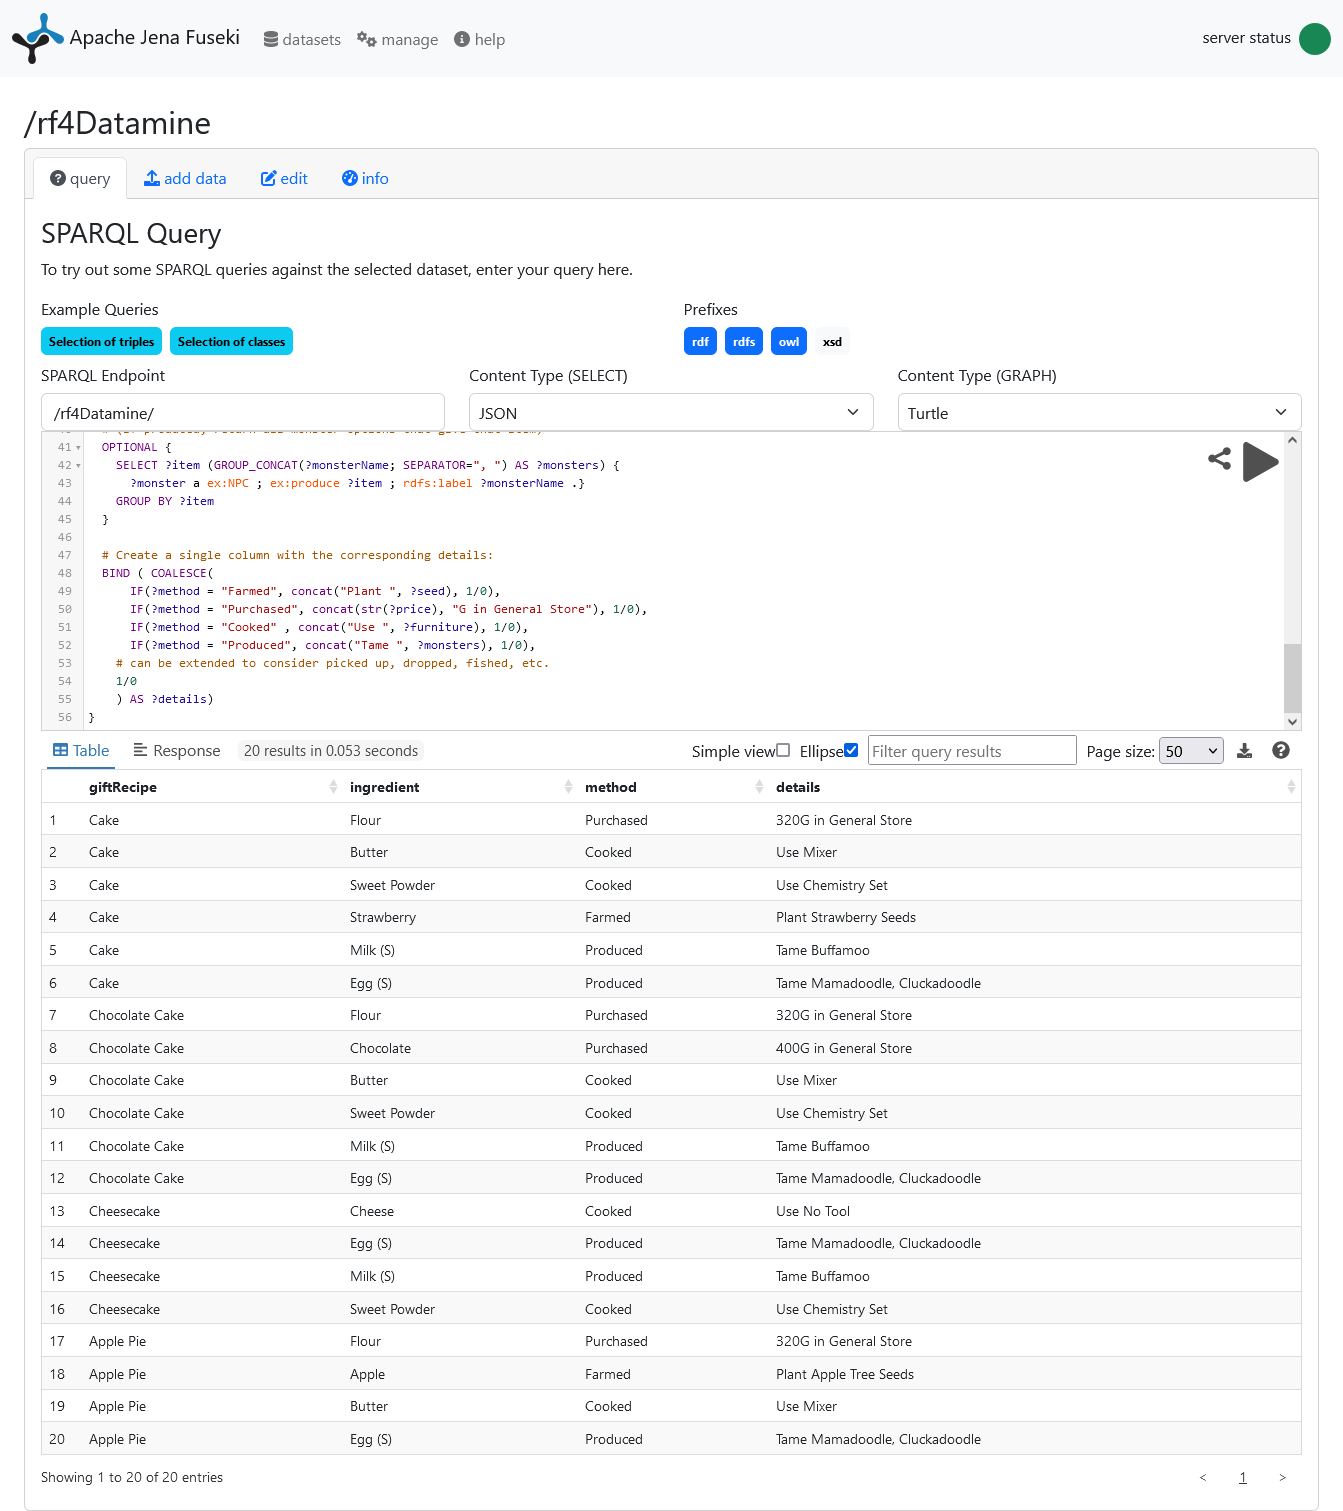 Apache Jena Fuseki datasets manage help server status
/rf4Datamine
query add data edit info
SPARQL Query
To try out some SPARQL queries against the selected dataset, enter your query here.
Example Queries Prefixes
Selection of triples Selection of classes rdf rdfs owl xsd
SPARQL Endpoint Content Type (SELECT) Content Type (GRAPH)
/rf4Datamine/ JSON Turtle
41 OPTIONAL {
42 SELECT ?item (GROUP_CONCAT(?monsterName; SEPARATOR=", ") AS ?monsters) {
43 ?monster a ex:NPC ; ex:produce ?item ; rdfs:label ?monsterName .}
44 GROUP BY ?item
45 }
46
47 # Create a single column with the corresponding details:
48 BIND ( COALESCE(
49 IF(?method = "Farmed", concat("Plant ", ?seed), 1/0),
50 IF(?method = "Purchased", concat(str(?price), "G in General Store"), 1/0),
51 IF(?method = "Cooked" , concat("Use ", ?furniture), 1/0),
52 IF(?method = "Produced", concat("Tame ", ?monsters), 1/0),
53 # can be extended to consider picked up, dropped, fished, etc.
54 1/0
55 ) AS ?details)
56 }
Table Response 20 results in 0.053 seconds Simple view Ellipse Filter query results Page size: 50
giftRecipe ingredient method details
1 Cake Flour Purchased 320G in General Store
2 Cake Butter Cooked Use Mixer
3 Cake Sweet Powder Cooked Use Chemistry Set
4 Cake Strawberry Farmed Plant Strawberry Seeds
5 Cake Milk (S) Produced Tame Buffamoo
6 Cake Egg (S) Produced Tame Mamadoodle, Cluckadoodle
7 Chocolate Cake Flour Purchased 320G in General Store
8 Chocolate Cake Chocolate Purchased 400G in General Store
9 Chocolate Cake Butter Cooked Use Mixer
10 Chocolate Cake Sweet Powder Cooked Use Chemistry Set
11 Chocolate Cake Milk (S) Produced Tame Buffamoo
12 Chocolate Cake Egg (S) Produced Tame Mamadoodle, Cluckadoodle
13 Cheesecake Cheese Cooked Use No Tool
14 Cheesecake Egg (S) Produced Tame Mamadoodle, Cluckadoodle
15 Cheesecake Milk (S) Produced Tame Buffamoo
16 Cheesecake Sweet Powder Cooked Use Chemistry Set
17 Apple Pie Flour Purchased 320G in General Store
18 Apple Pie Apple Farmed Plant Apple Tree Seeds
19 Apple Pie Butter Cooked Use Mixer
20 Apple Pie Egg (S) Produced Tame Mamadoodle, Cluckadoodle
Showing 1 to 20 of 20 entries < 1 >